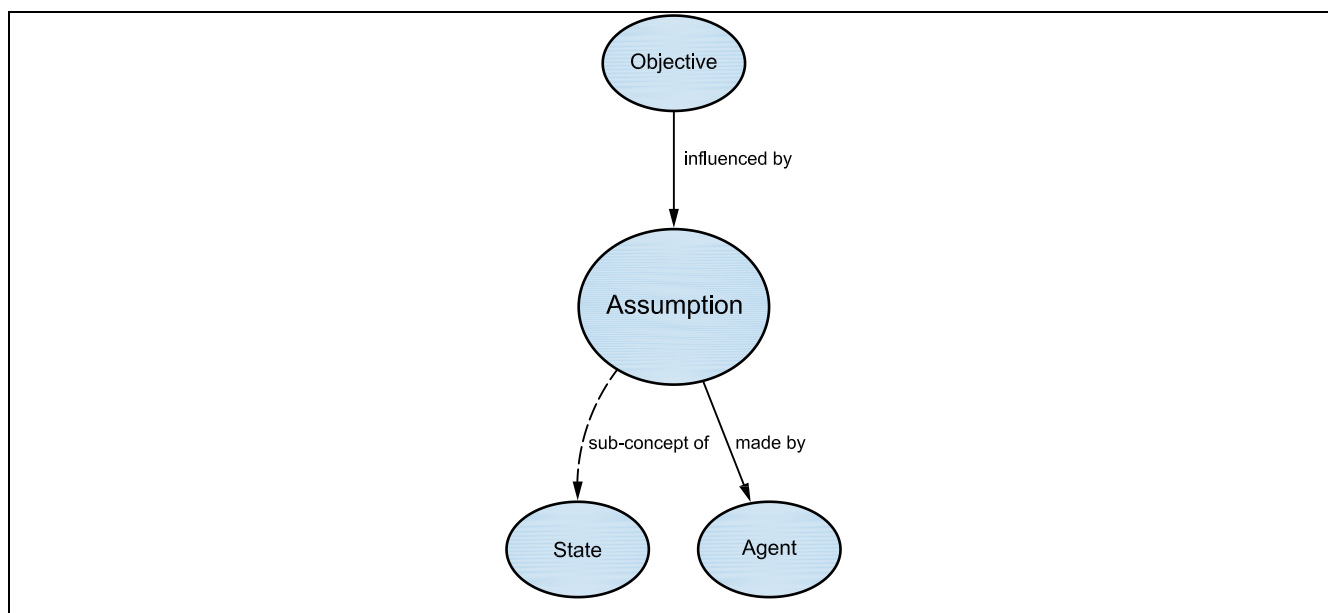 Objective
influenced by
Assumption
sub-concept of
made by
State
Agent